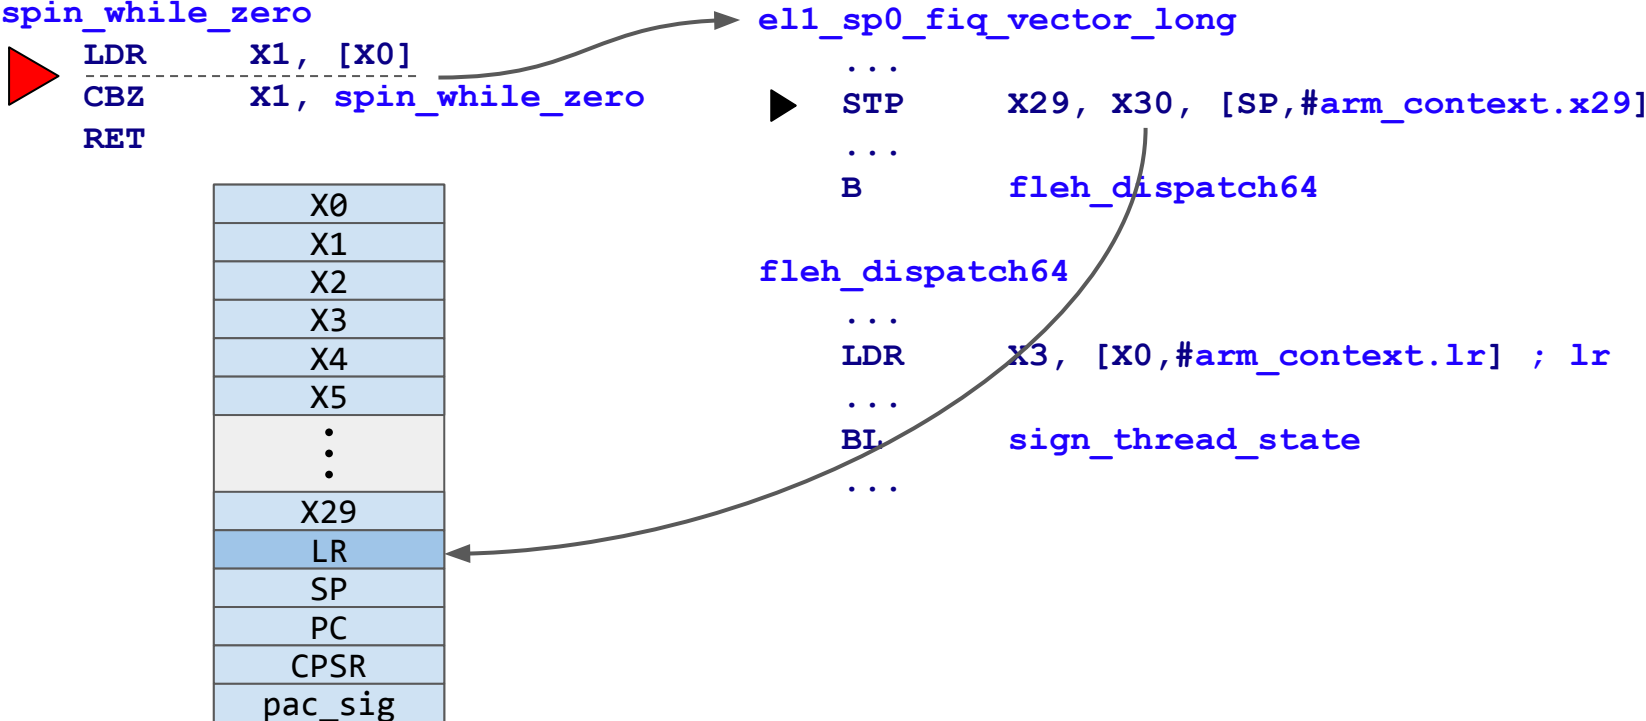 spin_while_zero
LDR X1, [X0]
CBZ X1, spin_while_zero
RET
el1_sp0_fiq_vector_long
...
STP X29, X30, [SP,#arm_context.x29]
...
B fleh_dispatch64
fleh_dispatch64
...
LDR X3, [X0,#arm_context.lr] ; lr
...
BL sign_thread_state
...
X0
X1
X2
X3
X4
X5
X29
LR
SP
PC
CPSR
pac_sig